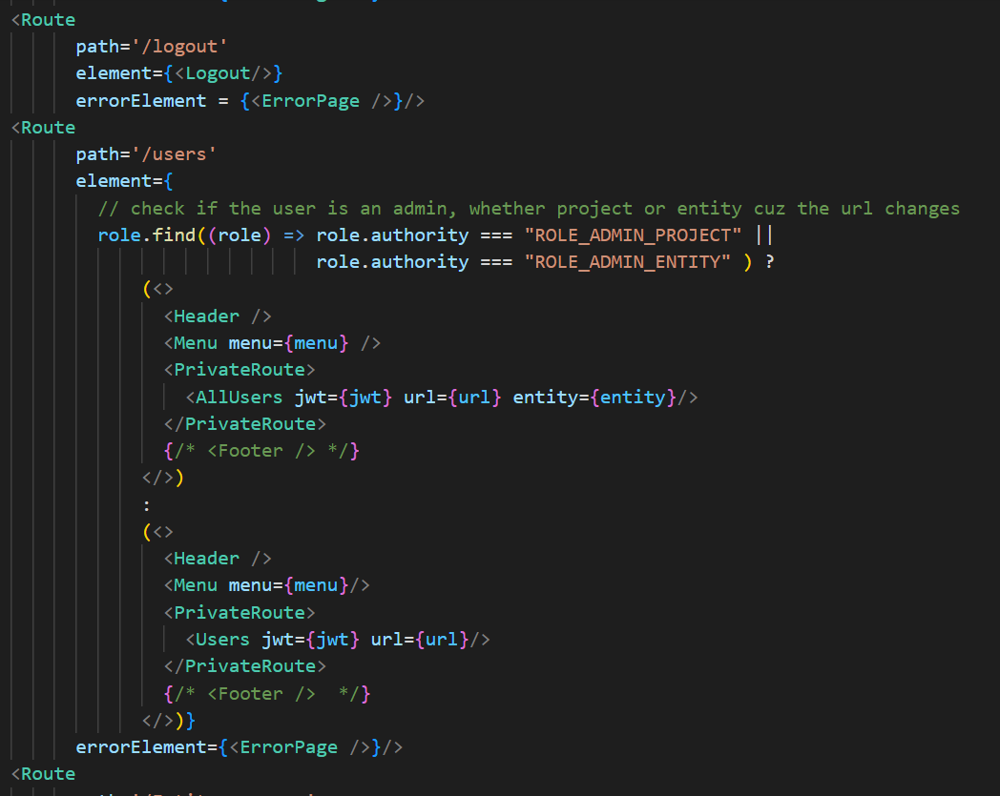 <Route
path='/logout'
element={<Logout/>}
errorElement = {<ErrorPage />}/>
<Route
path='/users'
element={
// check if the user is an admin, whether project or entity cuz the url changes
role.find((role) => role.authority === "ROLE_ADMIN_PROJECT" ||
role.authority === "ROLE_ADMIN_ENTITY" ) ?
(<>
<Header />
<Menu menu={menu} />
<PrivateRoute>
<AllUsers jwt={jwt} url={url} entity={entity}/>
</PrivateRoute>
{/* <Footer /> */}
</>)
:
(<>
<Header />
<Menu menu={menu}/>
<PrivateRoute>
<Users jwt={jwt} url={url}/>
</PrivateRoute>
{/* <Footer />  */}
</>)}
errorElement={<ErrorPage />}/>
<Route